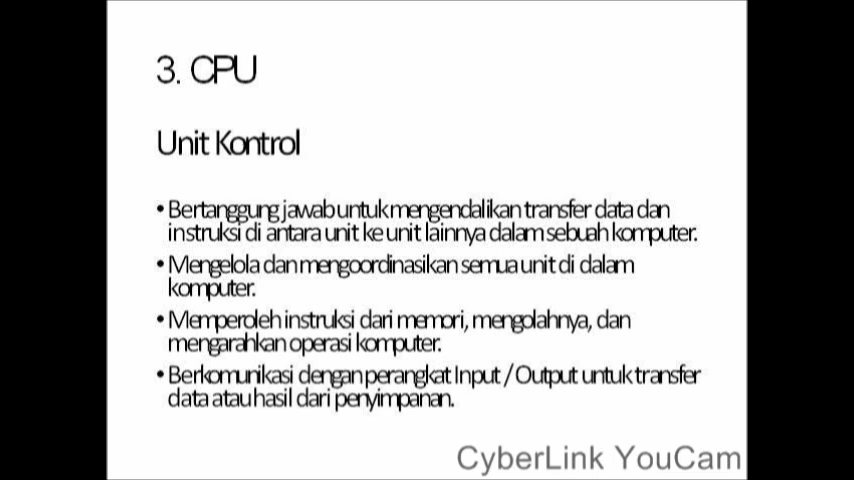 3. CPU
Unit Kontrol
• Bertanggung jawab untuk mengendalikan transfer data dan
instruksi di antara unit ke unit lainnya dalam sebuah komputer.
• Mengelola dan mengoordinasikan semua unit di dalam
komputer.
• Memperoleh instruksi dari memori, mengolahnya, dan
mengarahkan operasi komputer.
• Berkomunikasi dengan perangkat Input / Output untuk transfer
data atau hasil dari penyimpanan.
CyberLink YouCam